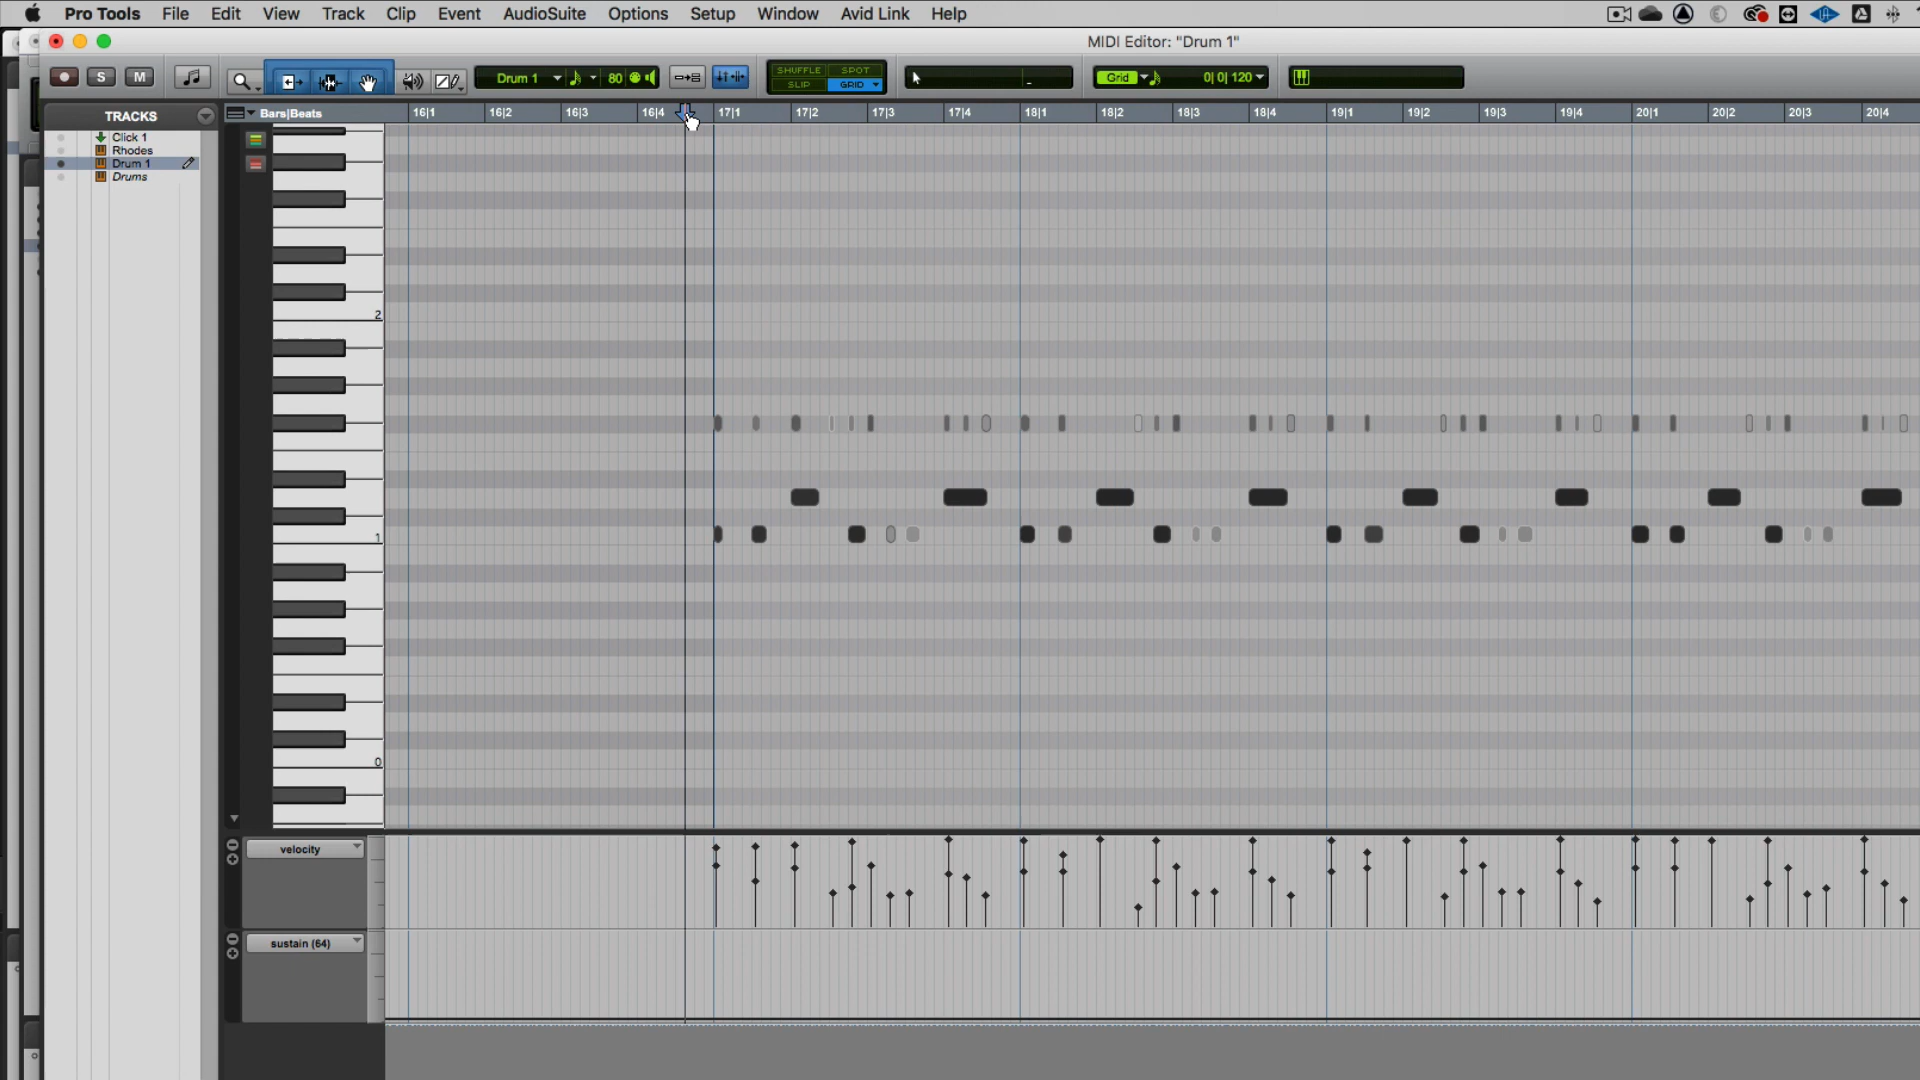 Pro Tools File Edit View Track Clip Event AudioSuite Options Setup Window Avid Link Help
MIDI Editor: "Drum 1"
S M Drum 1 80 SHUFFLE SPOT Grid 0| 0| 120
SLIP GRID
TRACKS Bars|Beats 16|1 16|2 16|3 16|4 17|1 17|2 17|3 17|4 18|1 18|2 18|3 18|4 19|1 19|2 19|3 19|4 20|1 20|2 20|3 20|4
Click 1
Rhodes
Drum 1
Drums
2
1
0
velocity
sustain (64)